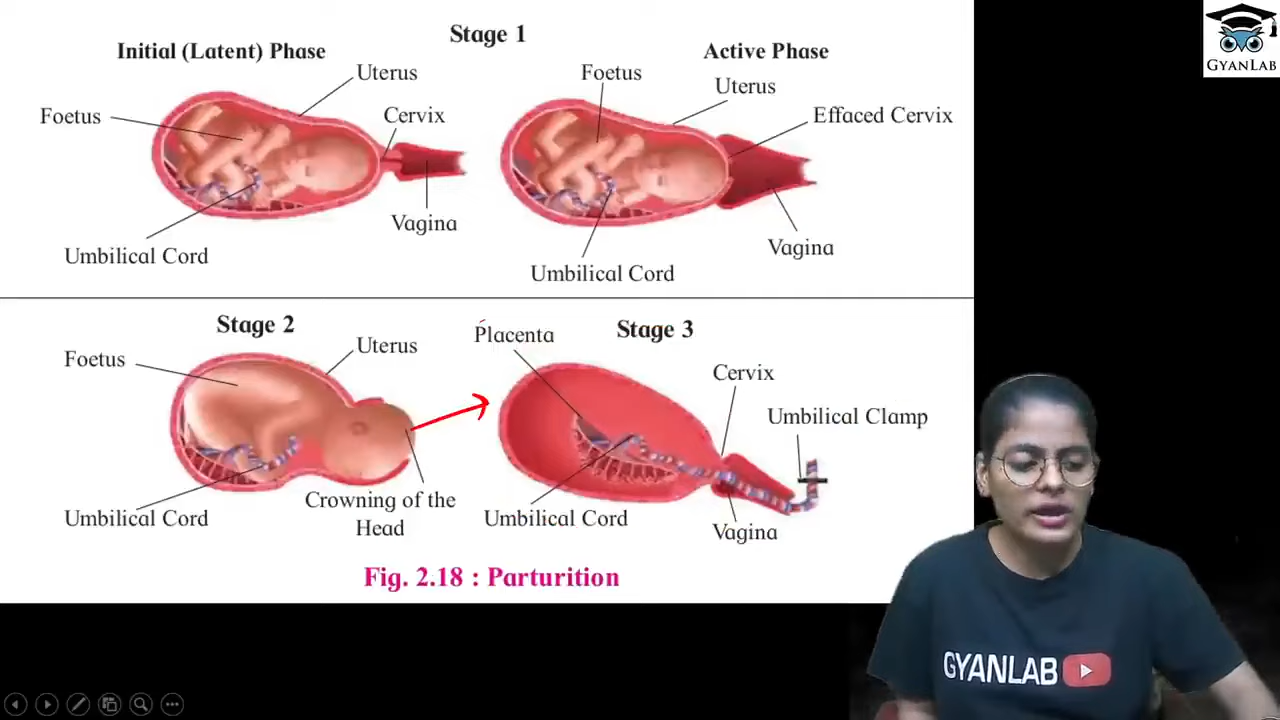 Stage 1
Initial (Latent) Phase
Active Phase
Uterus
Foetus
Cervix
Vagina
Umbilical Cord
Foetus
Uterus
Effaced Cervix
Vagina
Umbilical Cord
Stage 2
Foetus
Uterus
Umbilical Cord
Crowning of the
Head
Stage 3
Placenta
Cervix
Umbilical Clamp
Umbilical Cord
Vagina
Fig. 2.18 : Parturition
GYANLAB
GYANLAB